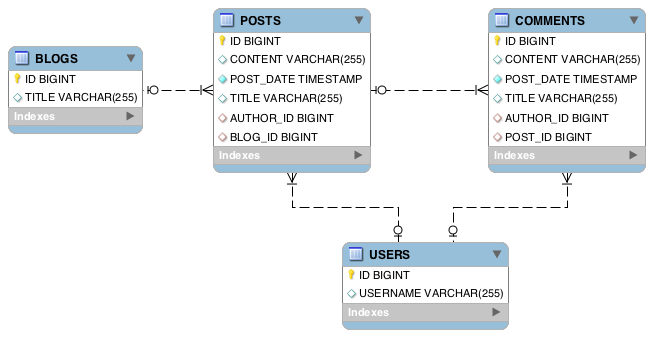 BLOGS
ID BIGINT
TITLE VARCHAR(255)
Indexes
POSTS
ID BIGINT
CONTENT VARCHAR(255)
POST_DATE TIMESTAMP
TITLE VARCHAR(255)
AUTHOR_ID BIGINT
BLOG_ID BIGINT
Indexes
COMMENTS
ID BIGINT
CONTENT VARCHAR(255)
POST_DATE TIMESTAMP
TITLE VARCHAR(255)
AUTHOR_ID BIGINT
POST_ID BIGINT
Indexes
USERS
ID BIGINT
USERNAME VARCHAR(255)
Indexes